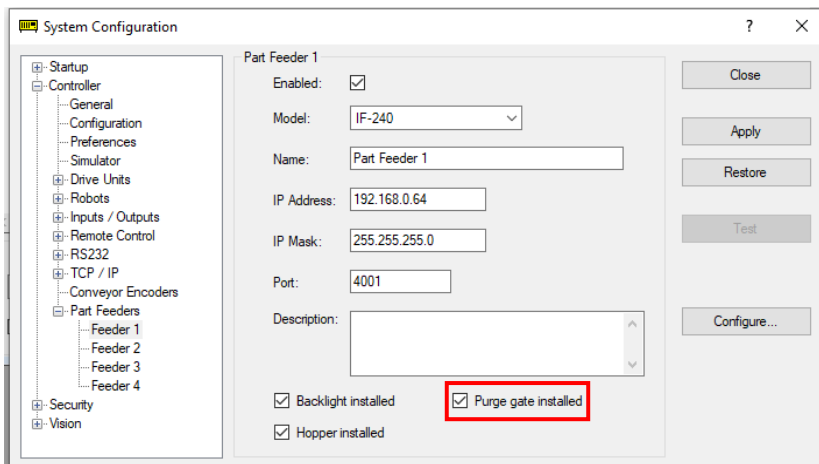 System Configuration
?
Startup
Controller
General
Configuration
Preferences
Simulator
Drive Units
Robots
Inputs / Outputs
Remote Control
RS232
TCP / IP
Conveyor Encoders
Part Feeders
Feeder 1
Feeder 2
Feeder 3
Feeder 4
Security
Vision
Part Feeder 1
Enabled:
Model: IF-240
Name: Part Feeder 1
IP Address: 192.168.0.64
IP Mask: 255.255.255.0
Port: 4001
Description:
Backlight installed
Purge gate installed
Hopper installed
Close
Apply
Restore
Test
Configure...